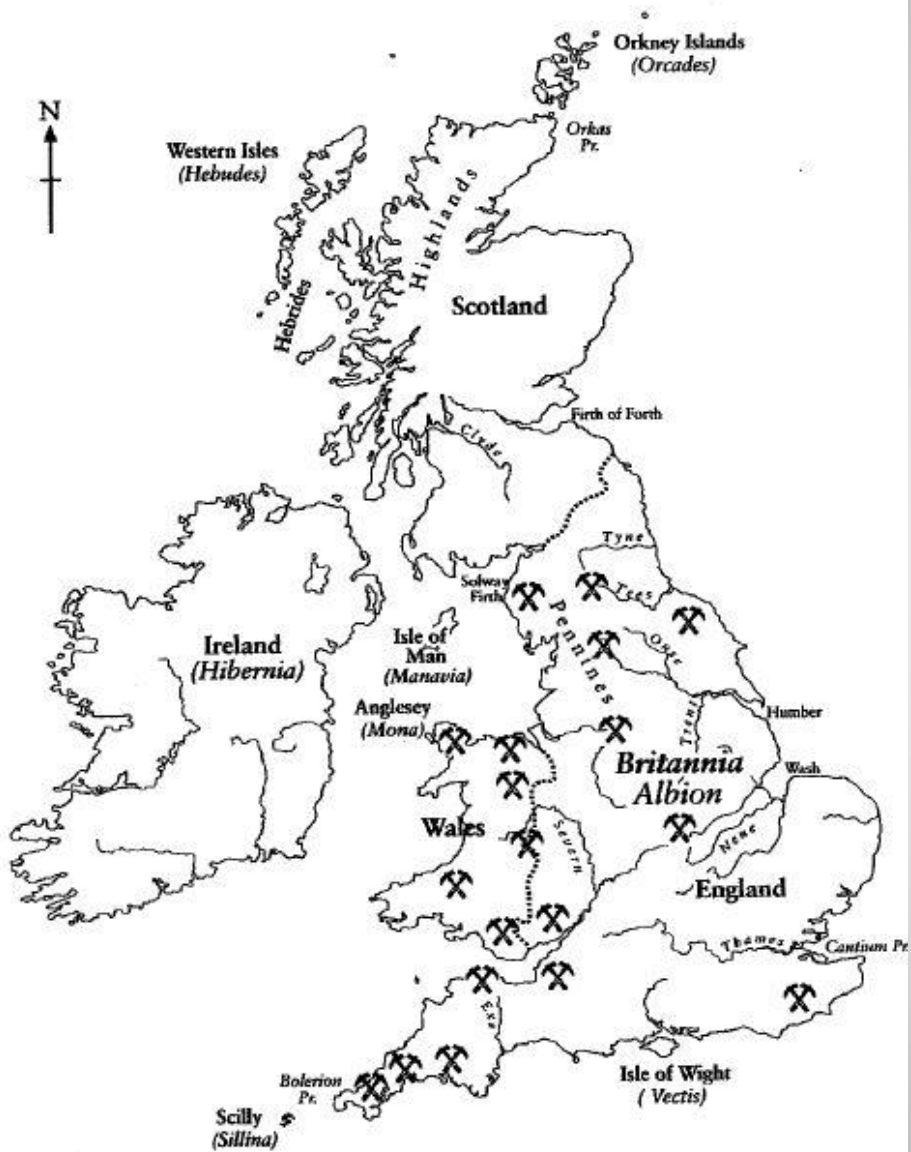 Orkney Islands
(Orcades)
N
Orkas
Pr.
Western Isles
(Hebudes)
Highlands
Hebrides
Scotland
Firth of Forth
Clyde
Tyne
Solway
Firth
Tees
Pennines
Ouse
Isle of
Man
(Manavia)
Ireland
(Hibernia)
Anglesey
(Mona)
Trent
Humber
Britannia
Albion
Wash
Wales
Severn
Nene
England
Thames
Cantium Pr.
Exe
Isle of Wight
(Vectis)
Bolerion
Pr.
Scilly
(Sillina)